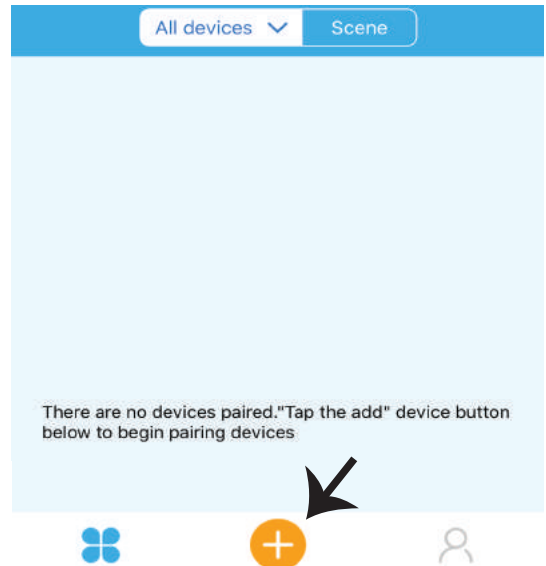 All devices Scene
There are no devices paired."Tap the add" device button
below to begin pairing devices